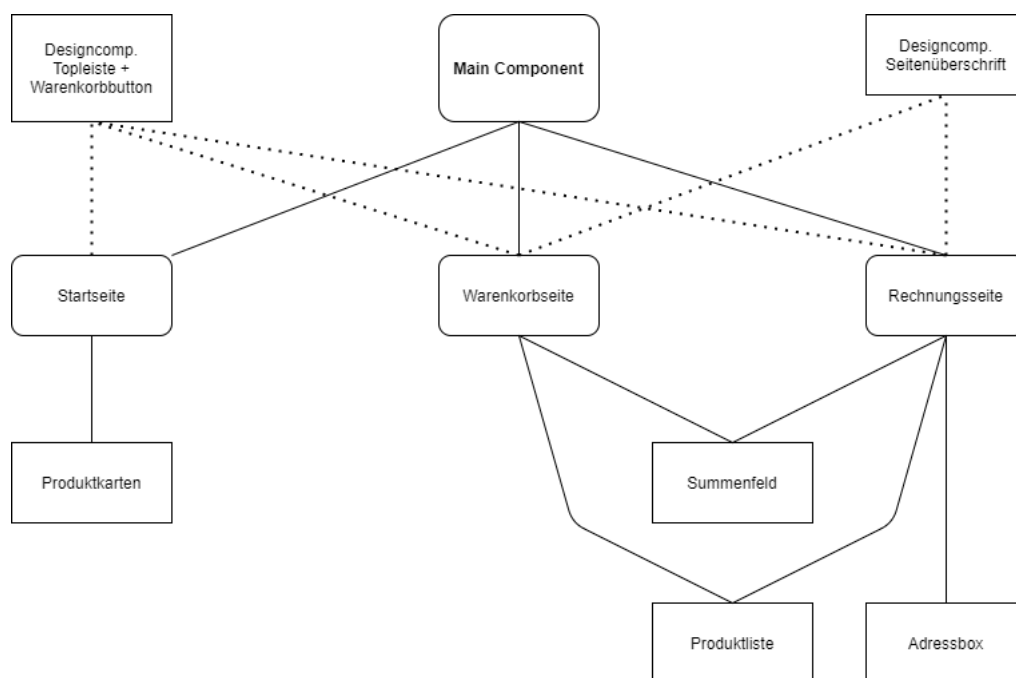 Designcomp.
Topleiste +
Warenkorbbutton
Main Component
Designcomp.
Seitenüberschrift
Startseite
Warenkorbseite
Rechnungsseite
Produktkarten
Summenfeld
Produktliste
Adressbox